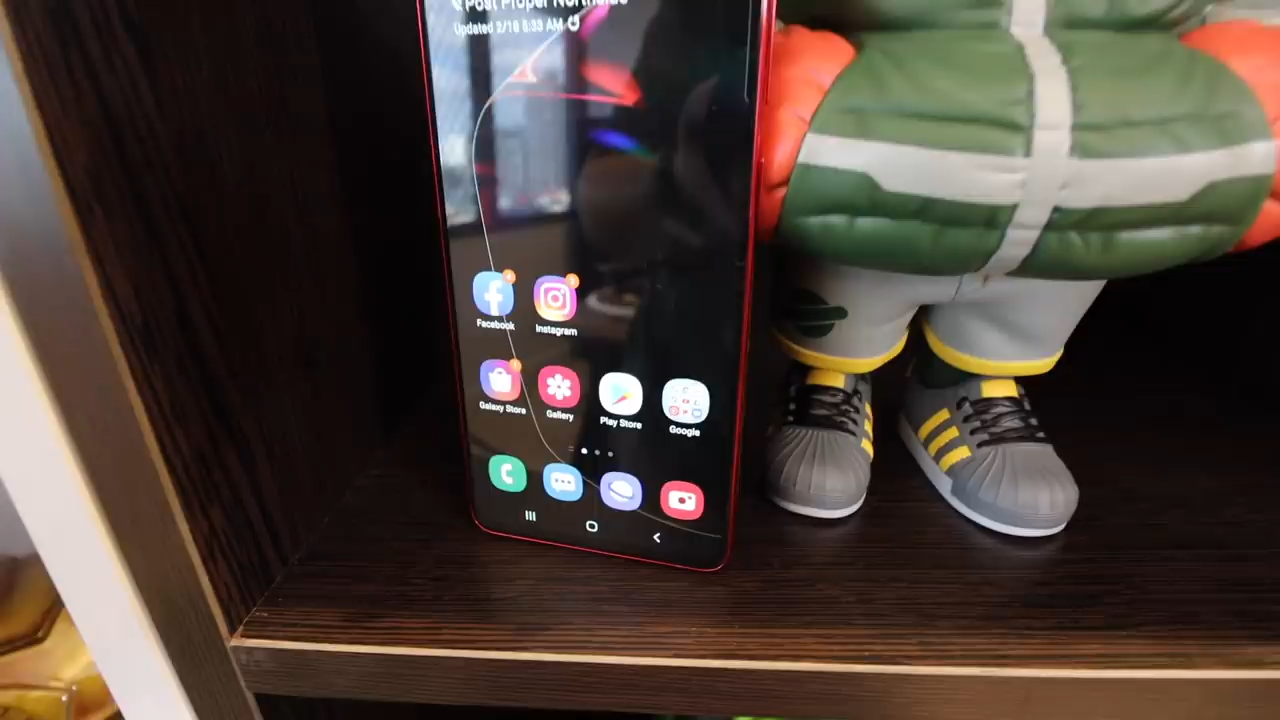 Post Proper Northside
Updated 2/18 8:33 AM
Facebook
Instagram
Galaxy Store
Gallery
Play Store
Google